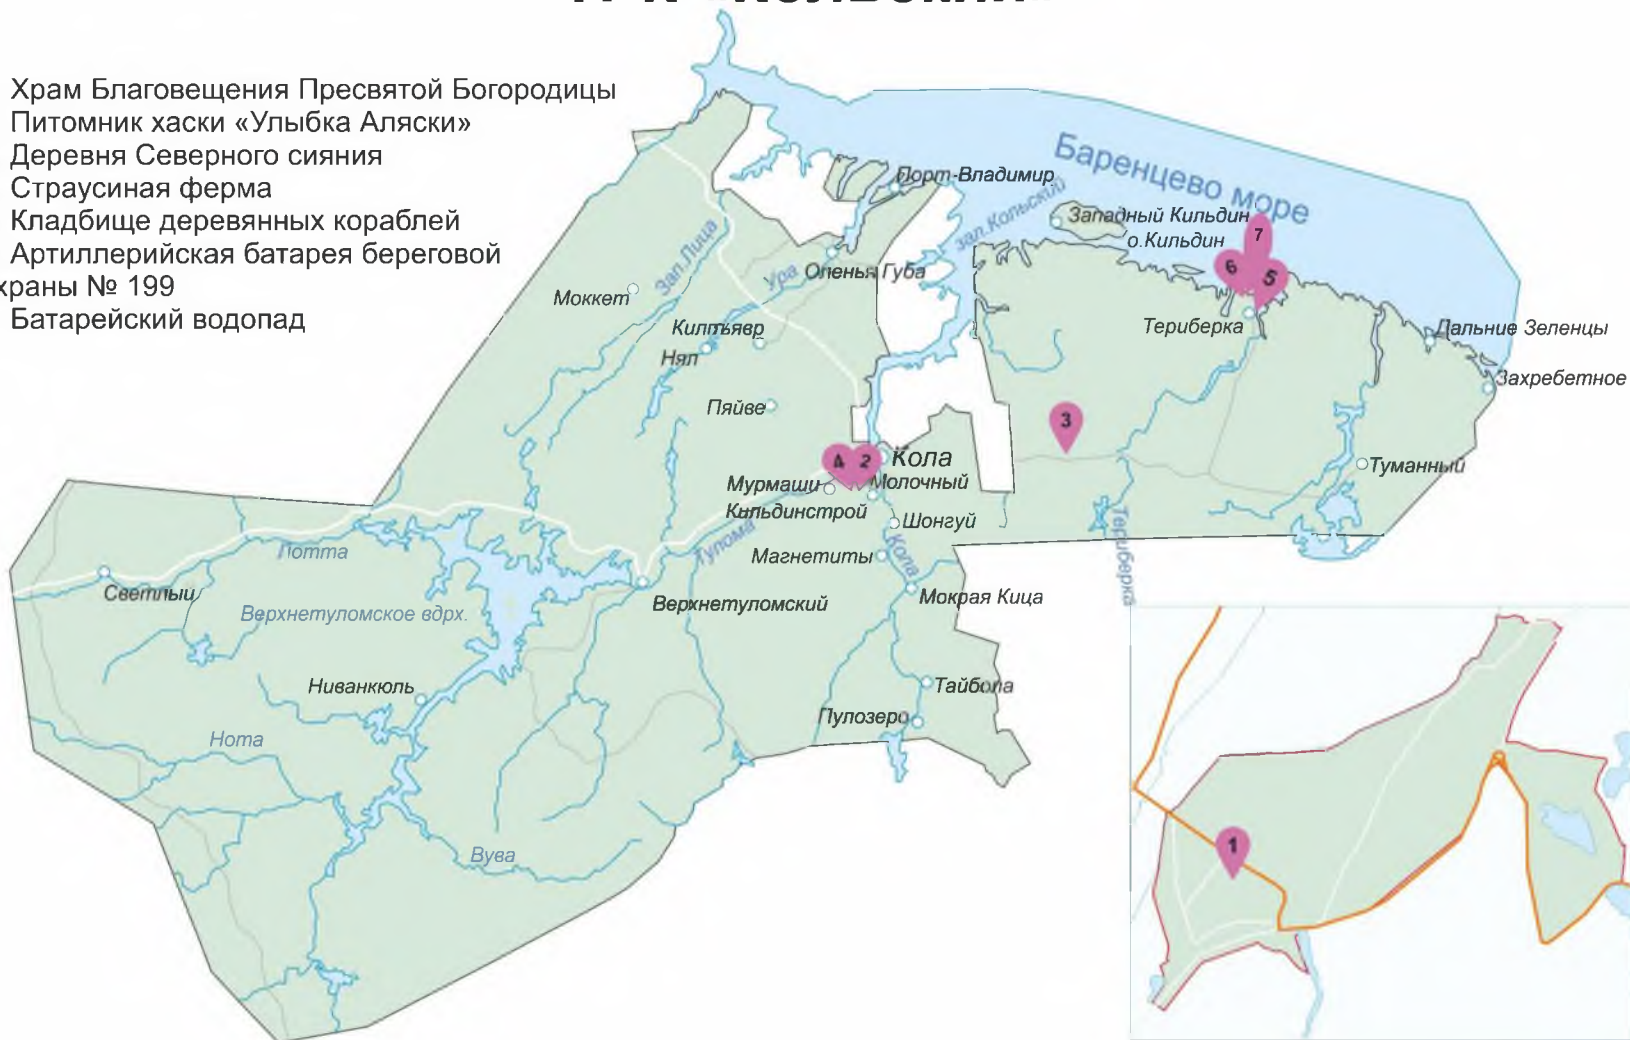 Храм Благовещения Пресвятой Богородицы
Питомник хаски «Улыбка Аляски»
Деревня Северного сияния
Страусиная ферма
Кладбище деревянных кораблей
Артиллерийская батарея береговой
храны № 199
Батарейский водопад
Баренцево море
Порт-Владимир
зал.Кольский
Западный Кильдин
о.Кильдин
7
6
5
Зап.Лица
Ура
Оленья Губа
Моккет
Килпъявр
Нял
Териберка
Дальние Зеленцы
Захребетное
Пяйве
3
4
2
Кола
Мурмаши
Молочный
Туманный
Кильдинстрой
Шонгуй
Тулома
Кола
Териберка
Лотта
Магнетиты
Светлый
Верхнетуломское вдрх.
Верхнетуломский
Мокрая Кица
Ниванкюль
Тайбола
Пулозеро
Нота
Вува
1